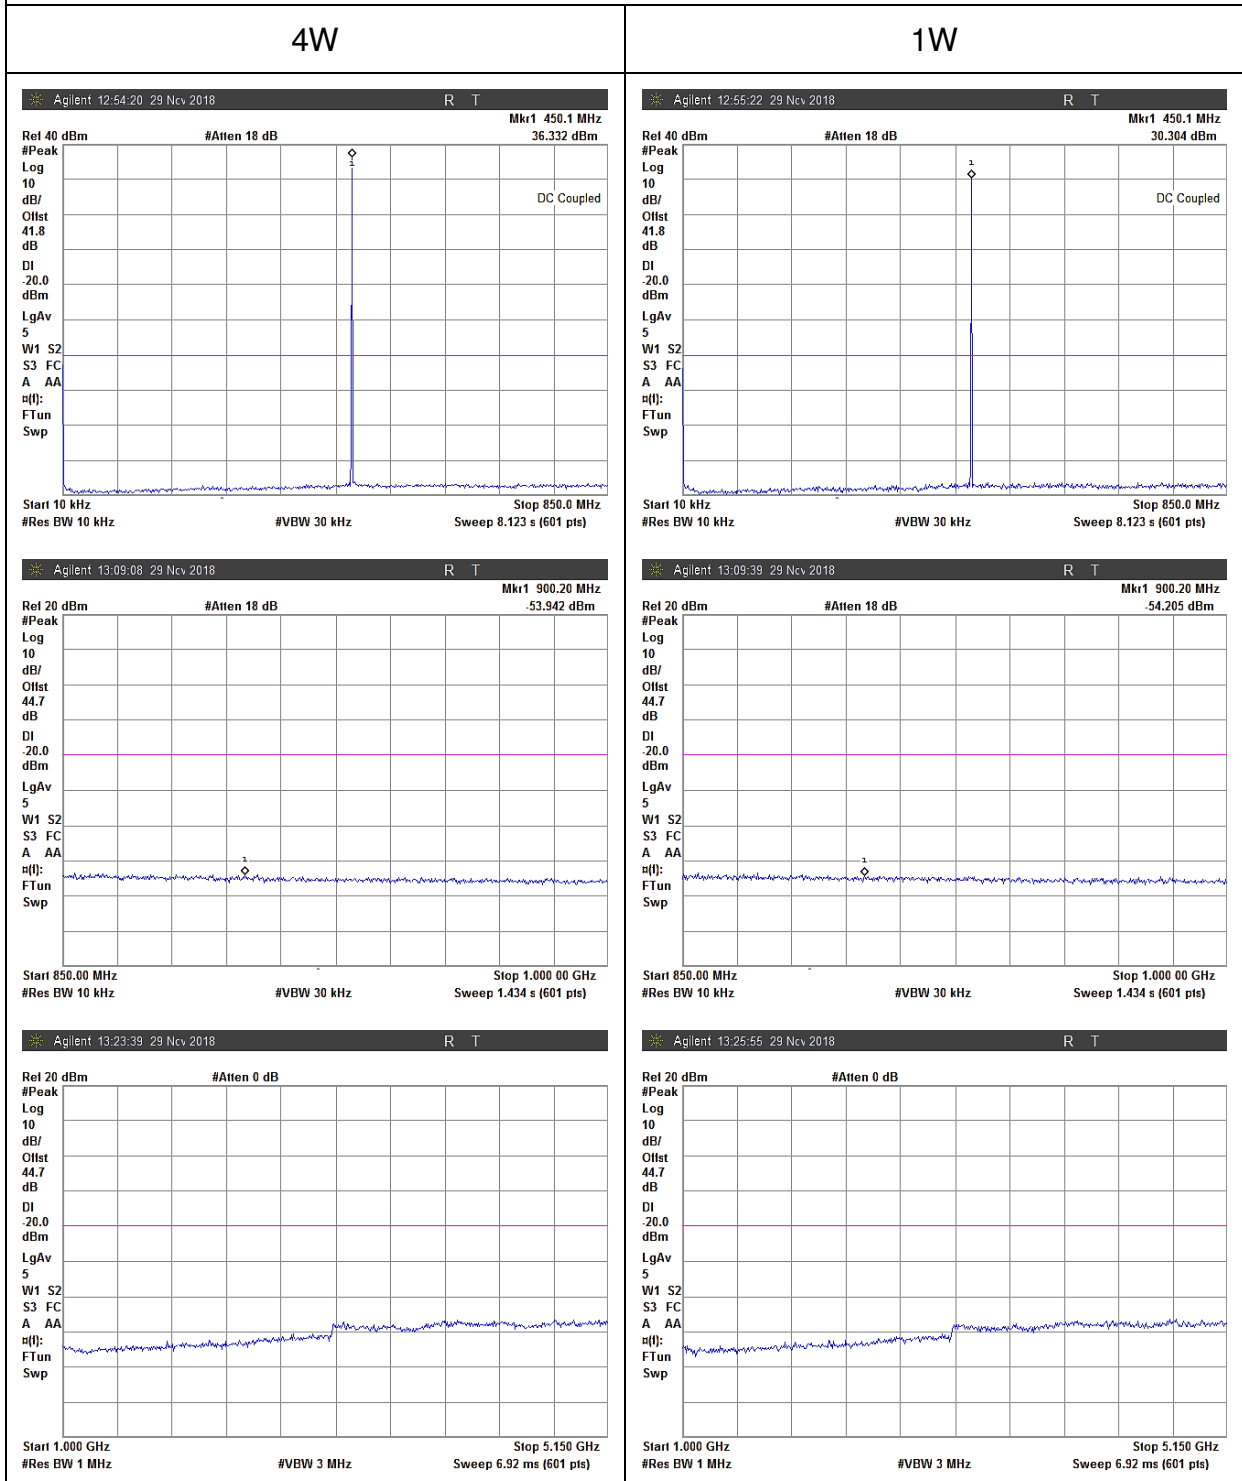 4W
1W
Agilent 12:54:20 29 Nov 2018 R T
Mkr1 450.1 MHz
Ref 40 dBm #Atten 18 dB 36.332 dBm
#Peak
Log
10
dB/
Offst
41.8
dB
DI
-20.0
dBm
LgAv
5
W1 S2
S3 FC
A AA
¤(f):
FTun
Swp
1
DC Coupled
Start 10 kHz Stop 850.0 MHz
#Res BW 10 kHz #VBW 30 kHz Sweep 8.123 s (601 pts)
Agilent 12:55:22 29 Nov 2018 R T
Mkr1 450.1 MHz
Ref 40 dBm #Atten 18 dB 30.304 dBm
#Peak
Log
10
dB/
Offst
41.8
dB
DI
-20.0
dBm
LgAv
5
W1 S2
S3 FC
A AA
¤(f):
FTun
Swp
1
DC Coupled
Start 10 kHz Stop 850.0 MHz
#Res BW 10 kHz #VBW 30 kHz Sweep 8.123 s (601 pts)
Agilent 13:09:08 29 Nov 2018 R T
Mkr1 900.20 MHz
Ref 20 dBm #Atten 18 dB -53.942 dBm
#Peak
Log
10
dB/
Offst
44.7
dB
DI
-20.0
dBm
LgAv
5
W1 S2
S3 FC
A AA
¤(f):
FTun
Swp
1
Start 850.00 MHz Stop 1.000 00 GHz
#Res BW 10 kHz #VBW 30 kHz Sweep 1.434 s (601 pts)
Agilent 13:09:39 29 Nov 2018 R T
Mkr1 900.20 MHz
Ref 20 dBm #Atten 18 dB -54.205 dBm
#Peak
Log
10
dB/
Offst
44.7
dB
DI
-20.0
dBm
LgAv
5
W1 S2
S3 FC
A AA
¤(f):
FTun
Swp
1
Start 850.00 MHz Stop 1.000 00 GHz
#Res BW 10 kHz #VBW 30 kHz Sweep 1.434 s (601 pts)
Agilent 13:23:39 29 Nov 2018 R T
Ref 20 dBm #Atten 0 dB
#Peak
Log
10
dB/
Offst
44.7
dB
DI
-20.0
dBm
LgAv
5
W1 S2
S3 FC
A AA
¤(f):
FTun
Swp
Start 1.000 GHz Stop 5.150 GHz
#Res BW 1 MHz #VBW 3 MHz Sweep 6.92 ms (601 pts)
Agilent 13:25:55 29 Nov 2018 R T
Ref 20 dBm #Atten 0 dB
#Peak
Log
10
dB/
Offst
44.7
dB
DI
-20.0
dBm
LgAv
5
W1 S2
S3 FC
A AA
¤(f):
FTun
Swp
Start 1.000 GHz Stop 5.150 GHz
#Res BW 1 MHz #VBW 3 MHz Sweep 6.92 ms (601 pts)